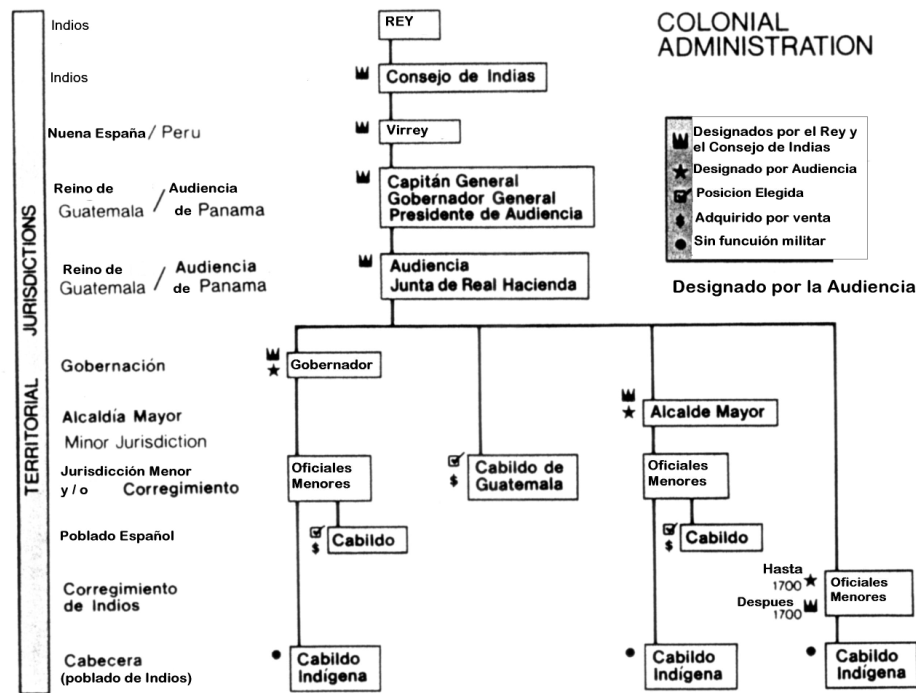 COLONIAL
ADMINISTRATION
TERRITORIAL JURISDICTIONS
Indios
REY
Indios
Consejo de Indias
Nuena España / Peru
Virrey
Designados por el Rey y
el Consejo de Indias
Designado por Audiencia
Posicion Elegida
$ Adquirido por venta
Sin funcuión militar
Designado por la Audiencia
Reino de Guatemala / Audiencia de Panama
Capitán General
Gobernador General
Presidente de Audiencia
Reino de Guatemala / Audiencia de Panama
Audiencia
Junta de Real Hacienda
Gobernación
Gobernador
Alcaldía Mayor
Alcalde Mayor
Minor Jurisdiction
Jurisdicción Menor
y / o Corregimiento
Oficiales
Menores
$ Cabildo de
Guatemala
Oficiales
Menores
Poblado Español
$ Cabildo
$ Cabildo
Corregimiento
de Indios
Hasta
1700
Despues
1700
Oficiales
Menores
Cabecera
(poblado de Indios)
Cabildo
Indígena
Cabildo
Indígena
Cabildo
Indígena